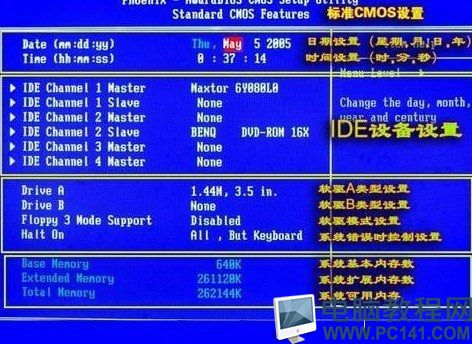 Phoenix - AwardBIOS CMOS Setup Utility
Standard CMOS Features 标准CMOS设置
Date (mm:dd:yy) Thu, May 5 2005 日期设置 (星期,月,日,年)
Time (hh:mm:ss) 0 : 37 : 14 时间设置 (时,分,秒)
Menu Level
IDE Channel 1 Master Maxtor 6Y080L0
IDE Channel 1 Slave None Change the day, month,
IDE Channel 2 Master None year and century
IDE Channel 2 Slave BENQ DVD-ROM 16X IDE设备设置
IDE Channel 3 Master None
IDE Channel 4 Master None
Drive A 1.44M, 3.5 in. 软驱A类型设置
Drive B None 软驱B类型设置
Floppy 3 Mode Support Disabled 软驱模式设置
Halt On All , But Keyboard 系统错误时控制设置
Base Memory 640K 系统基本内存数
Extended Memory 261120K 系统扩展内存数
Total Memory 262144K 系统可用内存
电脑教程网
WWW.PC141.COM